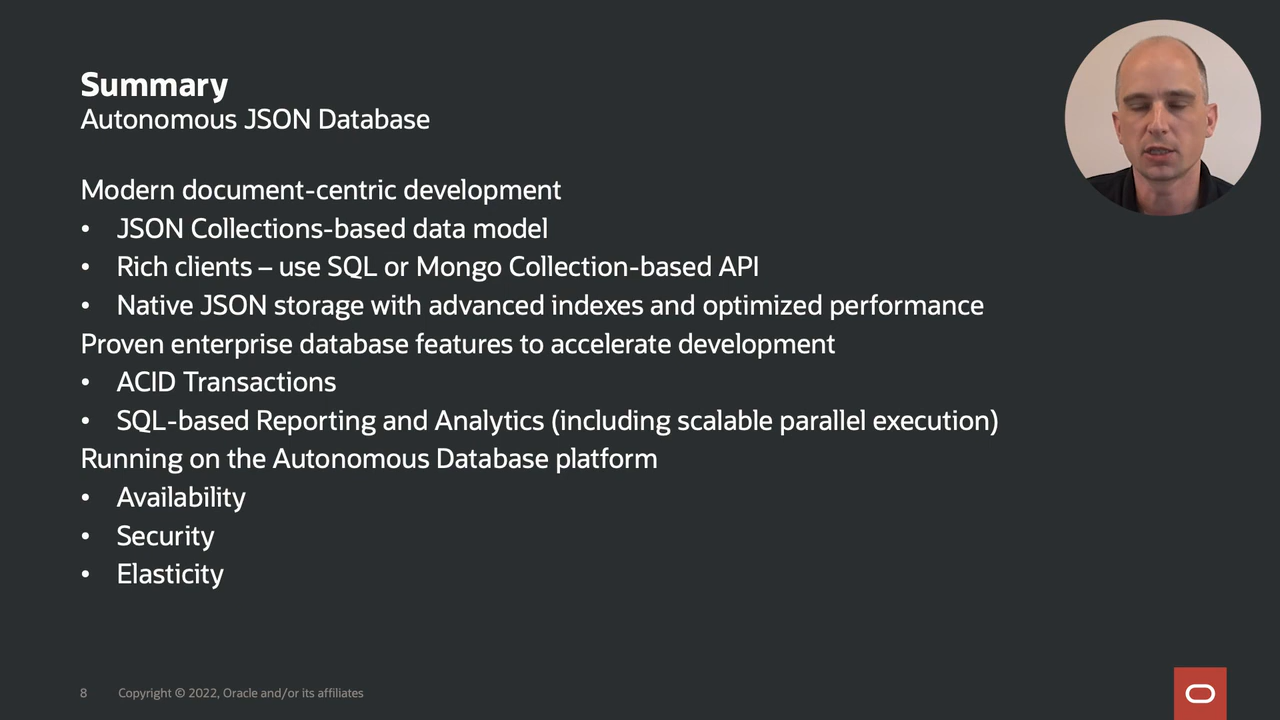 Summary
Autonomous JSON Database
Modern document-centric development
• JSON Collections-based data model
• Rich clients – use SQL or Mongo Collection-based API
• Native JSON storage with advanced indexes and optimized performance
Proven enterprise database features to accelerate development
• ACID Transactions
• SQL-based Reporting and Analytics (including scalable parallel execution)
Running on the Autonomous Database platform
• Availability
• Security
• Elasticity
8 Copyright © 2022, Oracle and/or its affiliates